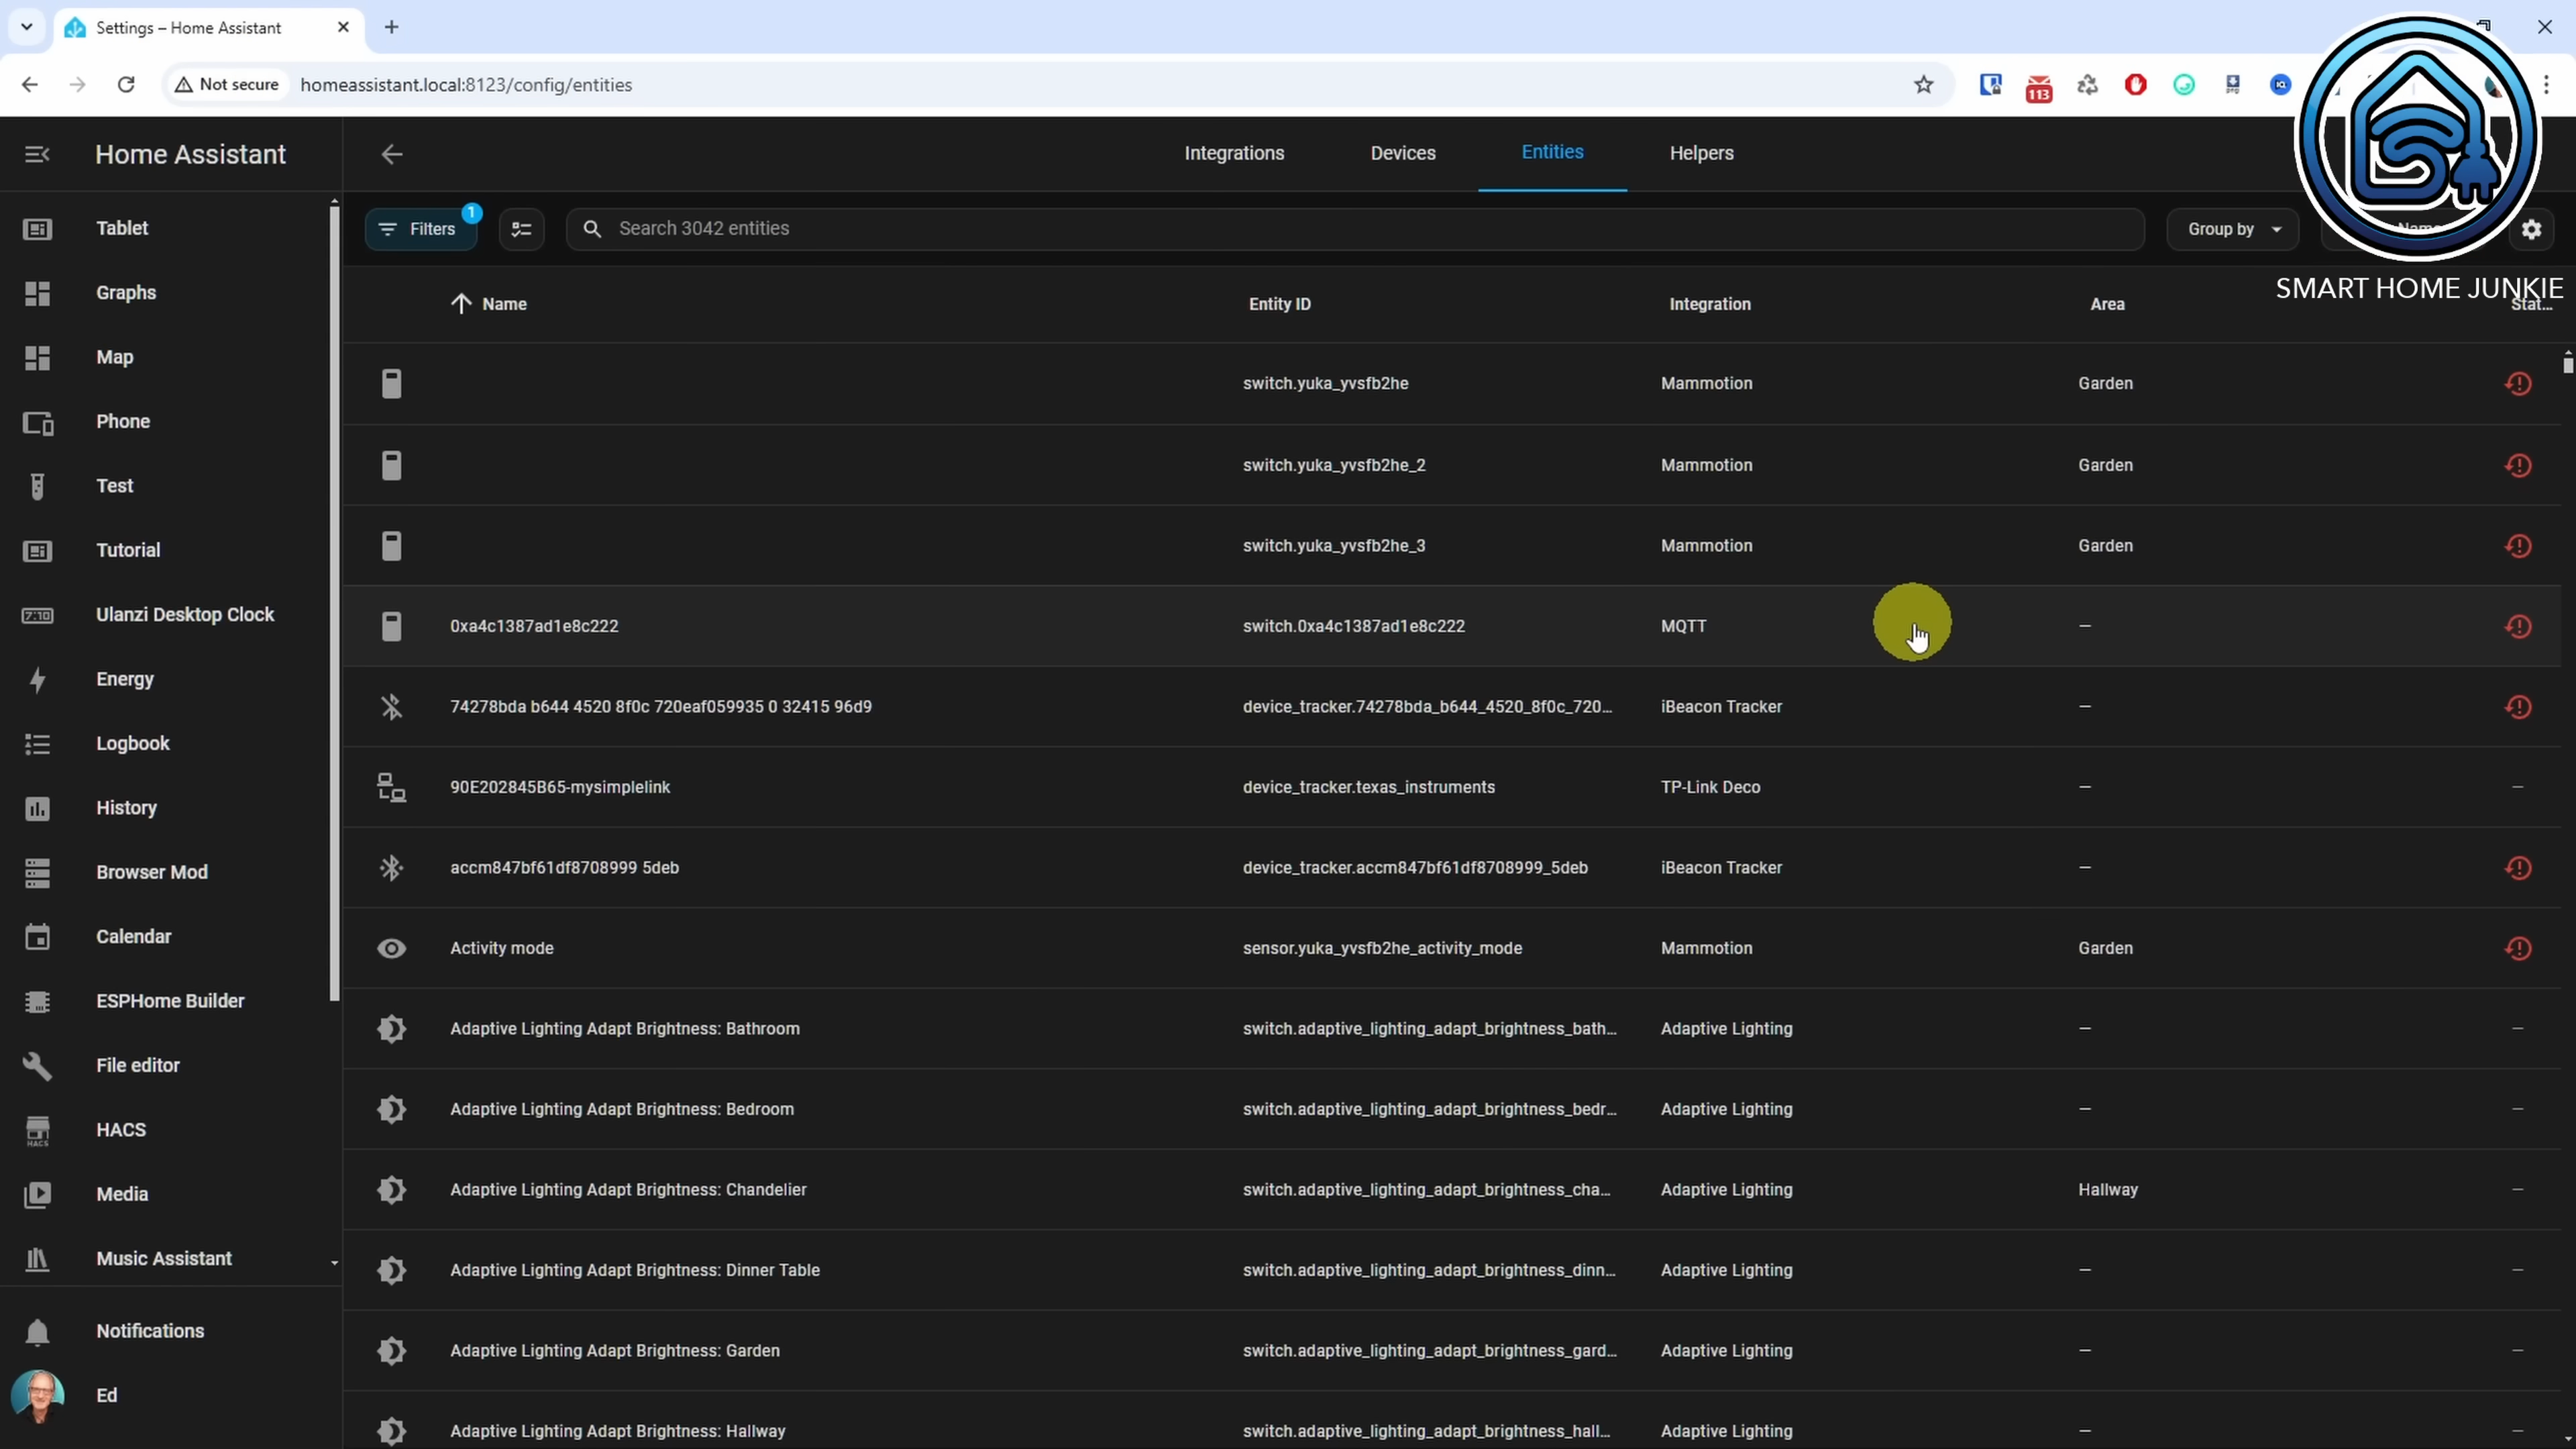 Settings – Home Assistant
Not secure
homeassistant.local:8123/config/entities
113
Home Assistant
Integrations
Devices
Entities
Helpers
Filters
1
Search 3042 entities
Group by
SMART HOME JUNKIE
Name
Entity ID
Integration
Area
Stat...
Tablet
Graphs
Map
Phone
Test
Tutorial
7:10
Ulanzi Desktop Clock
Energy
Logbook
History
Browser Mod
Calendar
ESPHome Builder
File editor
HACS
HACS
Media
Music Assistant
Notifications
Ed
switch.yuka_yvsfb2he Mammotion Garden
switch.yuka_yvsfb2he_2 Mammotion Garden
switch.yuka_yvsfb2he_3 Mammotion Garden
0xa4c1387ad1e8c222 switch.0xa4c1387ad1e8c222 MQTT —
74278bda b644 4520 8f0c 720eaf059935 0 32415 96d9 device_tracker.74278bda_b644_4520_8f0c_720... iBeacon Tracker —
90E202845B65-mysimplelink device_tracker.texas_instruments TP-Link Deco — —
accm847bf61df8708999 5deb device_tracker.accm847bf61df8708999_5deb iBeacon Tracker —
Activity mode sensor.yuka_yvsfb2he_activity_mode Mammotion Garden
Adaptive Lighting Adapt Brightness: Bathroom switch.adaptive_lighting_adapt_brightness_bath... Adaptive Lighting — —
Adaptive Lighting Adapt Brightness: Bedroom switch.adaptive_lighting_adapt_brightness_bedr... Adaptive Lighting — —
Adaptive Lighting Adapt Brightness: Chandelier switch.adaptive_lighting_adapt_brightness_cha... Adaptive Lighting Hallway —
Adaptive Lighting Adapt Brightness: Dinner Table switch.adaptive_lighting_adapt_brightness_dinn... Adaptive Lighting — —
Adaptive Lighting Adapt Brightness: Garden switch.adaptive_lighting_adapt_brightness_gard... Adaptive Lighting — —
Adaptive Lighting Adapt Brightness: Hallway switch.adaptive_lighting_adapt_brightness_hall... Adaptive Lighting — —